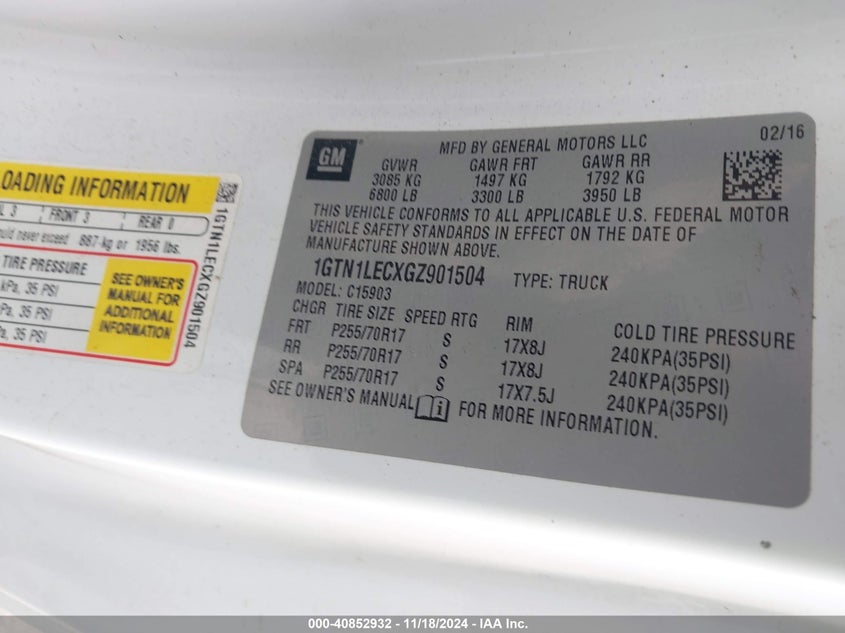 LOADING INFORMATION
L 3 FRONT 3 REAR 0
ould never exceed 887 kg or 1956 lbs.
TIRE PRESSURE
kPa, 35 PSI
kPa, 35 PSI
kPa, 35 PSI
SEE OWNER'S
MANUAL FOR
ADDITIONAL
INFORMATION
1GTN1LECXGZ901504
GM
MFD BY GENERAL MOTORS LLC
02/16
GVWR GAWR FRT GAWR RR
3085 KG 1497 KG 1792 KG
6800 LB 3300 LB 3950 LB
THIS VEHICLE CONFORMS TO ALL APPLICABLE U.S. FEDERAL MOTOR
VEHICLE SAFETY STANDARDS IN EFFECT ON THE DATE OF
MANUFACTURE SHOWN ABOVE.
1GTN1LECXGZ901504 TYPE: TRUCK
MODEL: C15903
CHGR TIRE SIZE SPEED RTG RIM COLD TIRE PRESSURE
FRT P255/70R17 S 17X8J 240KPA(35PSI)
RR P255/70R17 S 17X8J 240KPA(35PSI)
SPA P255/70R17 S 17X7.5J 240KPA(35PSI)
SEE OWNER'S MANUAL FOR MORE INFORMATION.
000-40852932 - 11/18/2024 - IAA Inc.